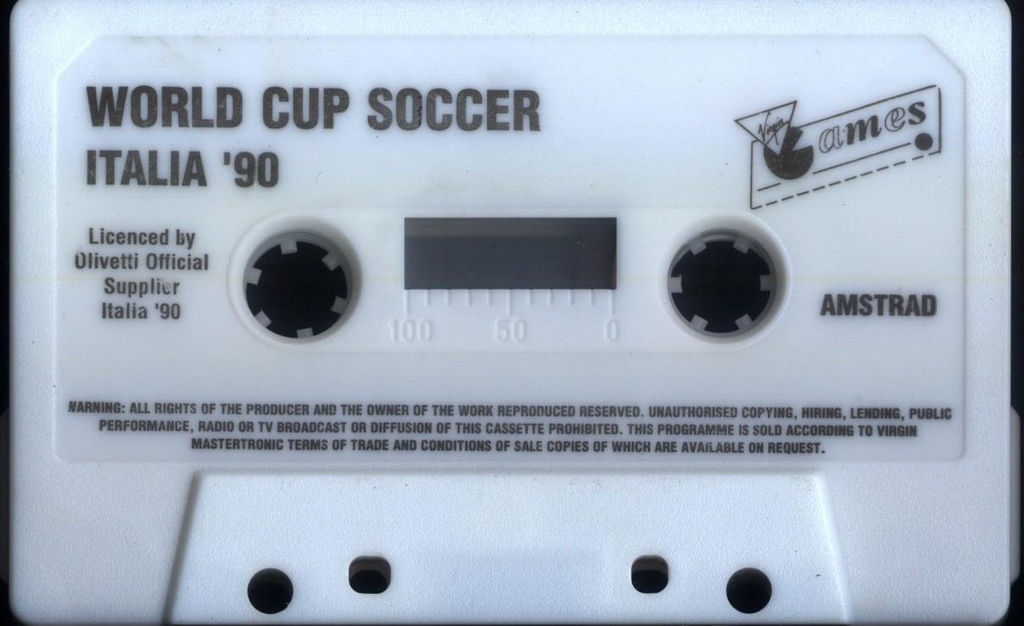 WORLD CUP SOCCER
ITALIA '90
Virgin Games
Licenced by
Olivetti Official
Supplier
Italia '90
100 50 0
AMSTRAD
WARNING: ALL RIGHTS OF THE PRODUCER AND THE OWNER OF THE WORK REPRODUCED RESERVED. UNAUTHORISED COPYING, HIRING, LENDING, PUBLIC
PERFORMANCE, RADIO OR TV BROADCAST OR DIFFUSION OF THIS CASSETTE PROHIBITED. THIS PROGRAMME IS SOLD ACCORDING TO VIRGIN
MASTERTRONIC TERMS OF TRADE AND CONDITIONS OF SALE COPIES OF WHICH ARE AVAILABLE ON REQUEST.